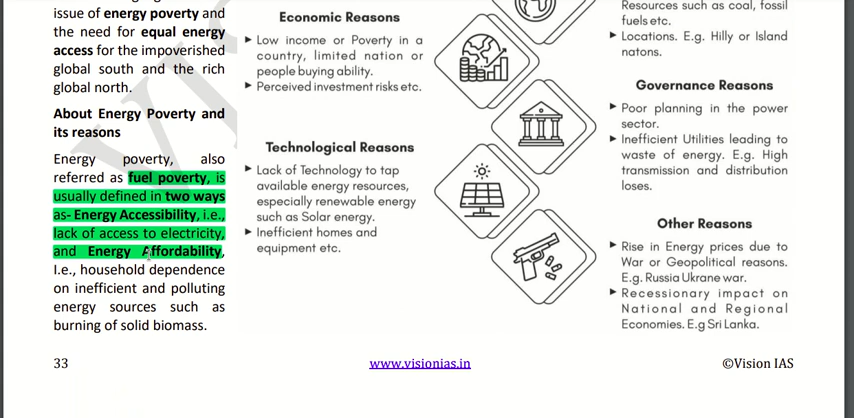 issue of energy poverty and
the need for equal energy
access for the impoverished
global south and the rich
global north.
About Energy Poverty and
its reasons
Energy poverty, also
referred as fuel poverty, is
usually defined in two ways
as- Energy Accessibility, i.e.,
lack of access to electricity,
and Energy Affordability,
I.e., household dependence
on inefficient and polluting
energy sources such as
burning of solid biomass.
Economic Reasons
Low income or Poverty in a
country, limited nation or
people buying ability.
Perceived investment risks etc.
Technological Reasons
Lack of Technology to tap
available energy resources,
especially renewable energy
such as Solar energy.
Inefficient homes and
equipment etc.
Resources such as coal, fossil
fuels etc.
Locations. E.g. Hilly or Island
natons.
Governance Reasons
Poor planning in the power
sector.
Inefficient Utilities leading to
waste of energy. E.g. High
transmission and distribution
loses.
Other Reasons
Rise in Energy prices due to
War or Geopolitical reasons.
E.g. Russia Ukrane war.
Recessionary impact on
National and Regional
Economies. E.g Sri Lanka.
33
www.visionias.in
©Vision IAS